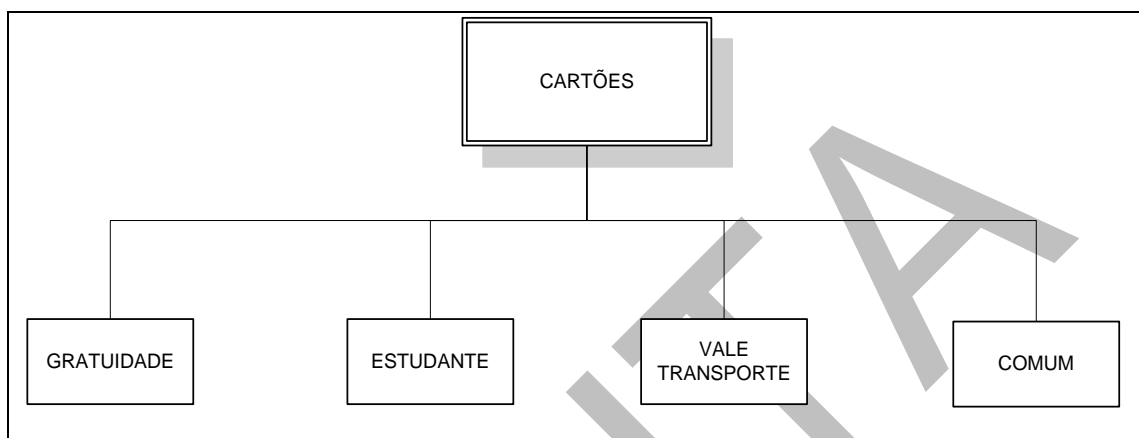 CARTÕES
GRATUIDADE
ESTUDANTE
VALE
TRANSPORTE
COMUM